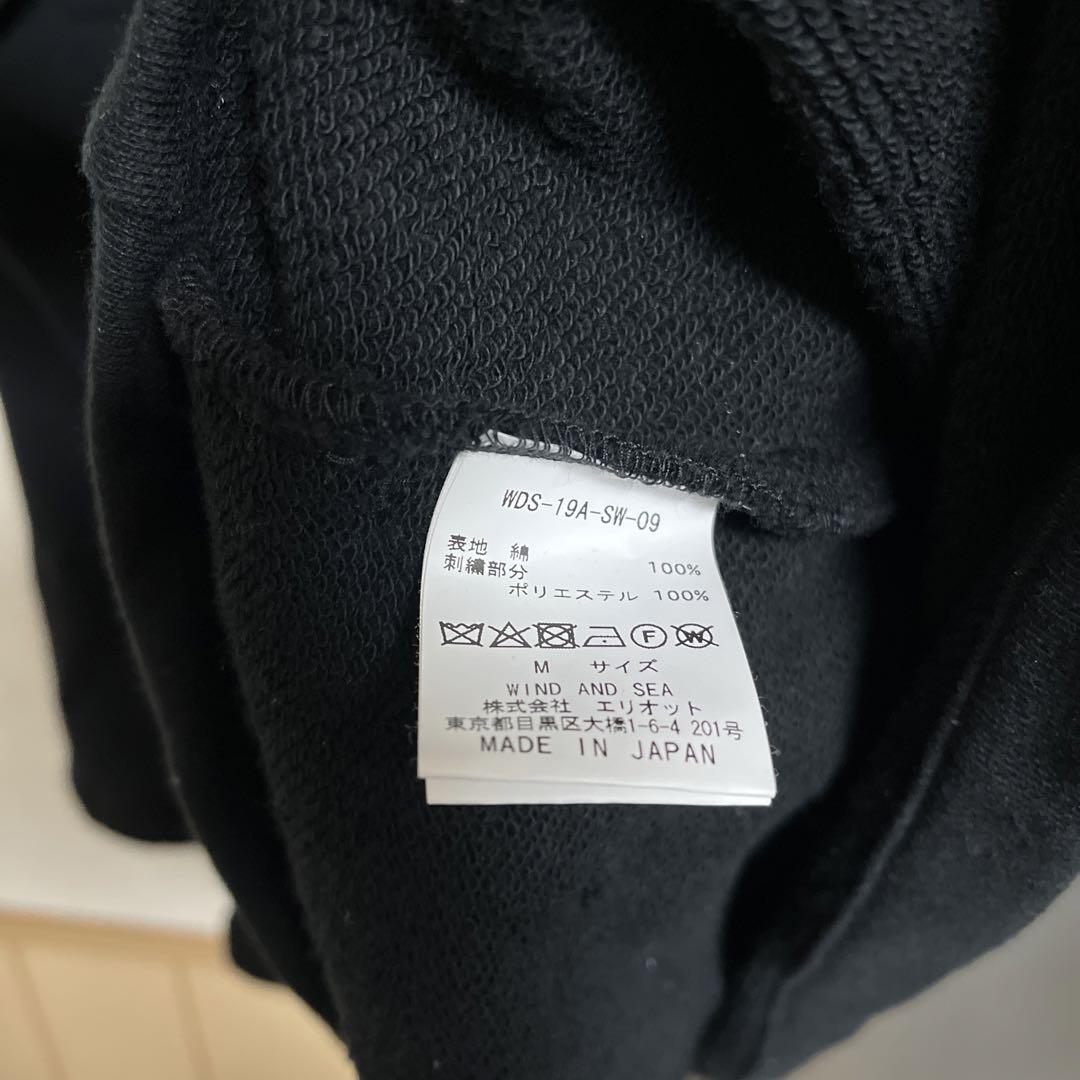 WDS-19A-SW-09
表地 綿 100%
刺繍部分
ポリエステル 100%
F W
M サイズ
WIND AND SEA
株式会社 エリオット
東京都目黒区大橋1-6-4 201号
MADE IN JAPAN